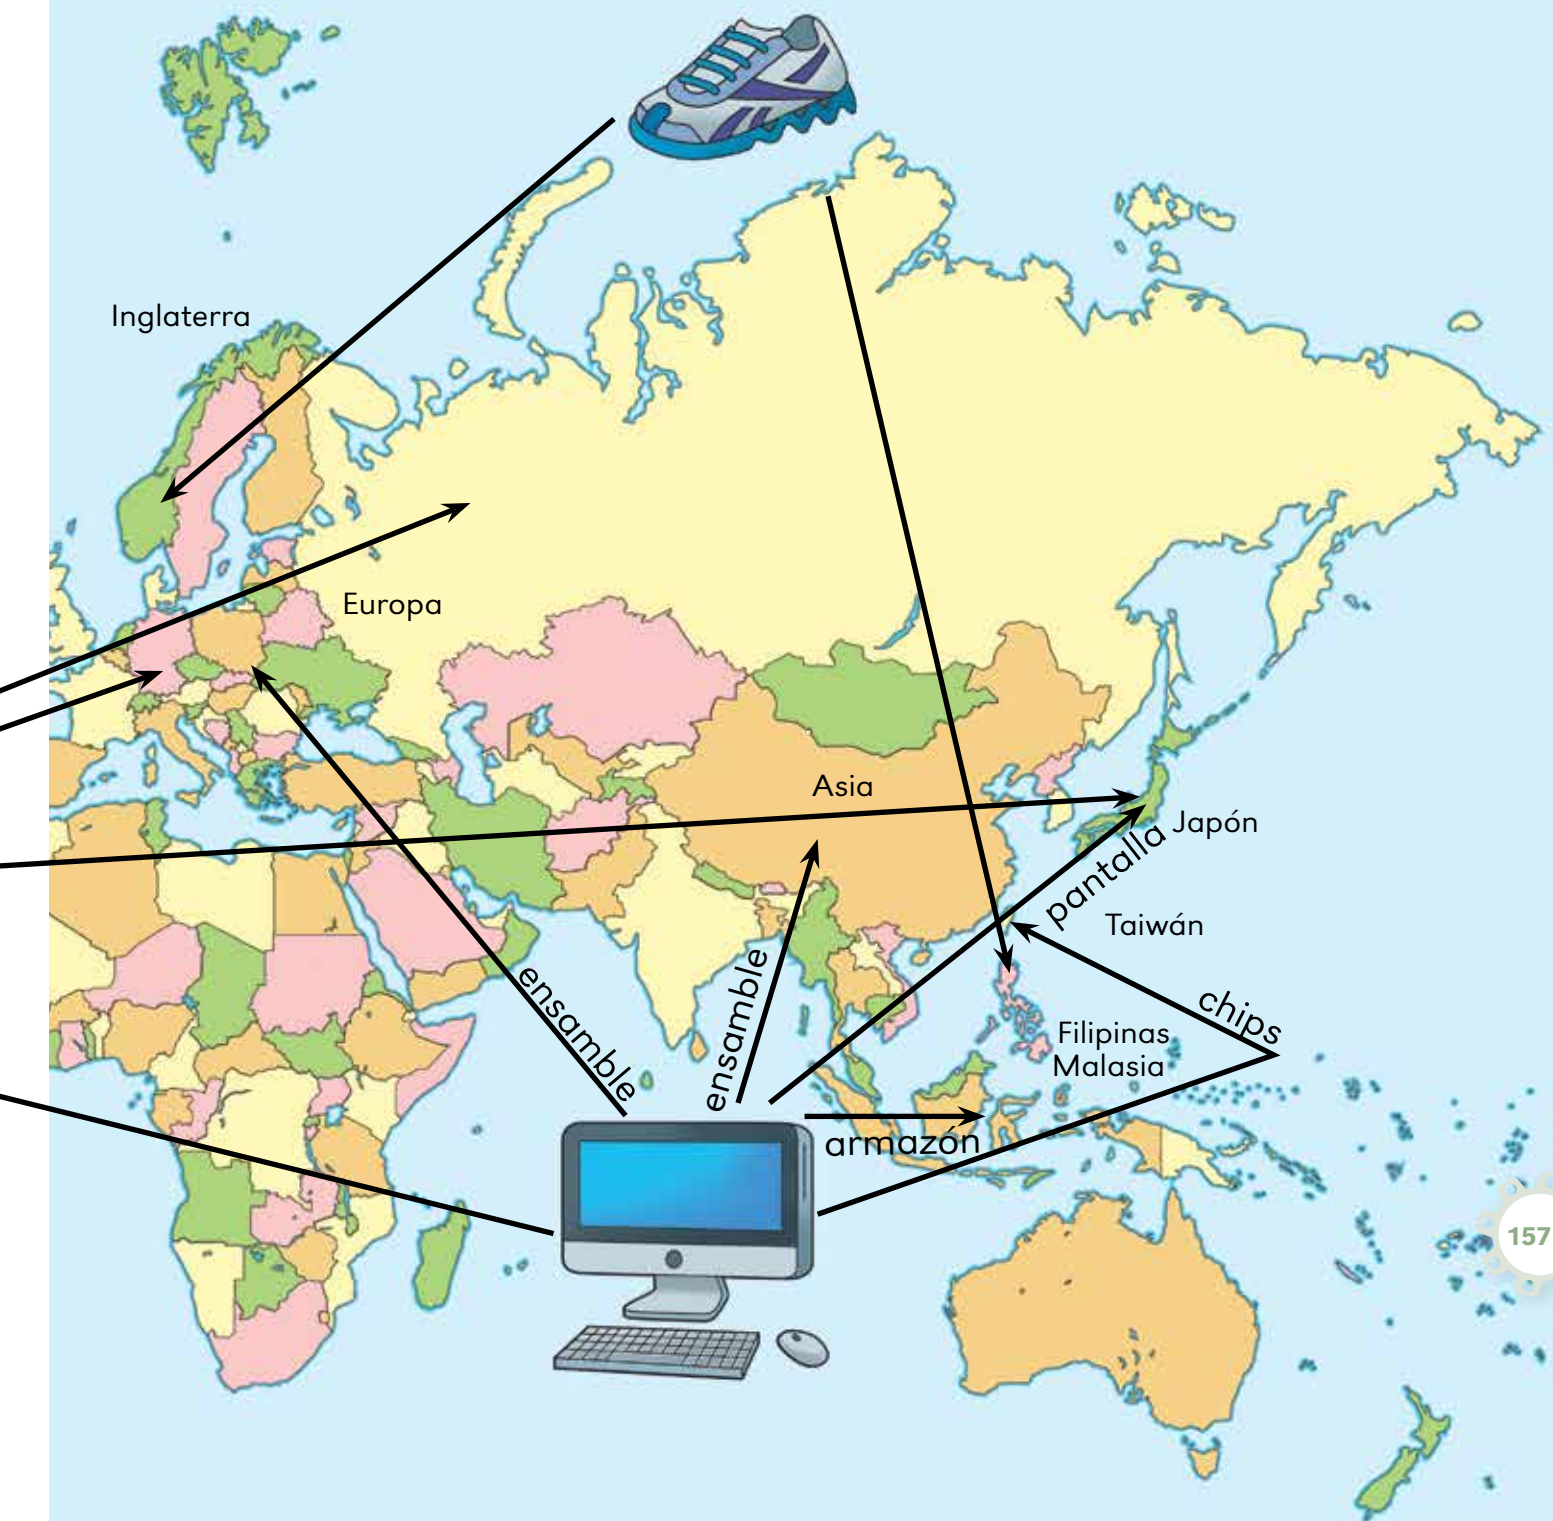 Inglaterra
Europa
Asia
Japón
pantalla
Taiwán
ensamble
ensamble
chips
Filipinas
Malasia
armazón
157